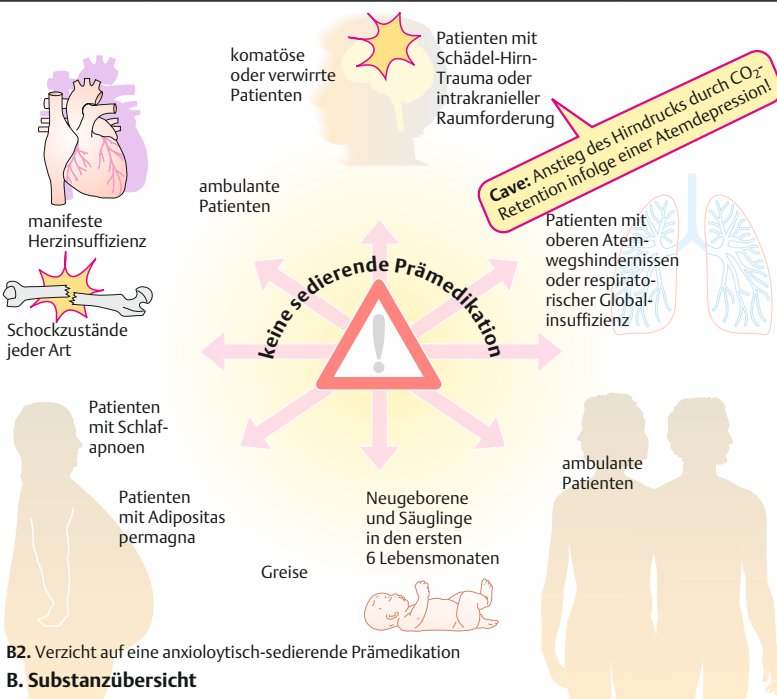 komatöse
oder verwirrte
Patienten
Patienten mit
Schädel-Hirn-
Trauma oder
intrakranieller
Raumforderung
Cave: Anstieg des Hirndrucks durch CO₂-
Retention infolge einer Atemdepression!
ambulante
Patienten
manifeste
Herzinsuffizienz
Patienten mit
oberen Atem-
wegshindernissen
oder respirato-
rischer Global-
insuffizienz
keine sedierende Prämedikation
Schockzustände
jeder Art
Patienten
mit Schlaf-
apnoen
ambulante
Patienten
Patienten
mit Adipositas
permagna
Neugeborene
und Säuglinge
in den ersten
6 Lebensmonaten
Greise
B2. Verzicht auf eine anxioloytisch-sedierende Prämedikation
B. Substanzübersicht